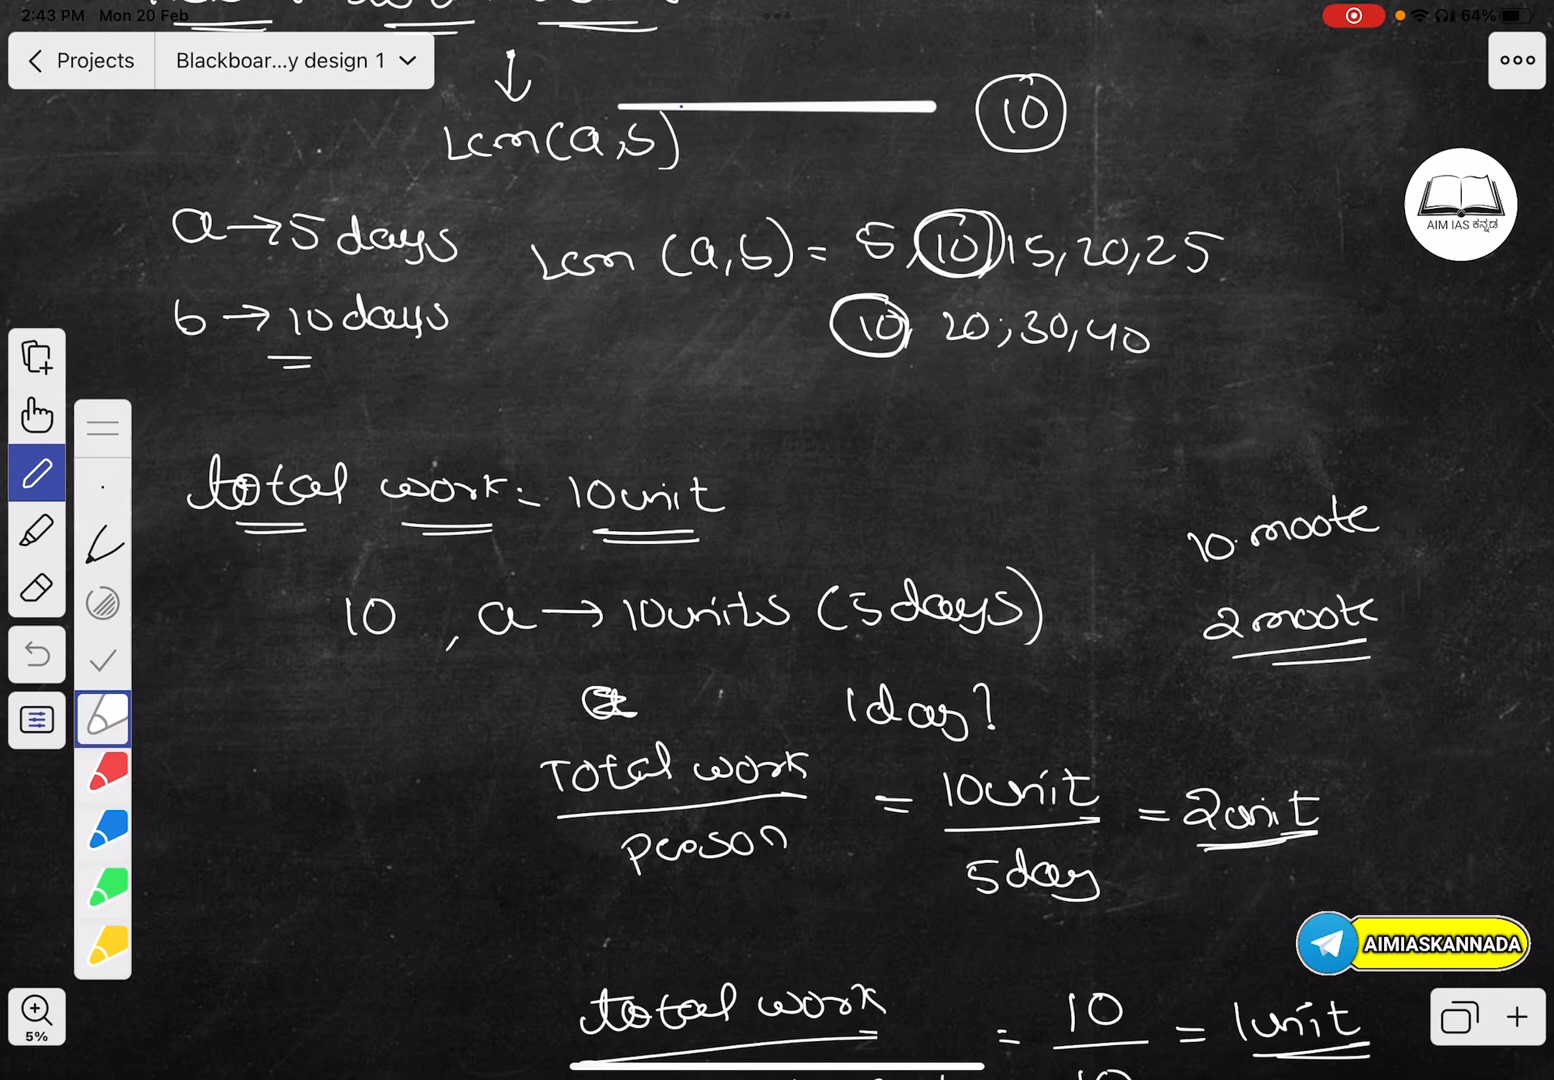 2:43 PM Mon 20 Feb
64%
Projects
Blackboar...y design 1
Lcm(a,b)
10
AIM IAS ಕನ್ನಡ
a→5 days
Lcm (a,b) = 5, 10, 15, 20, 25
b → 10 days
10, 20, 30, 40
total work = 10 unit
10 moote
10 , a → 10 units (5 days)
2 moote
1 day?
Total work
= 10 unit = 2 unit
person
5 day
AIMIASKANNADA
total work
= 10 = 1 unit
10
5%